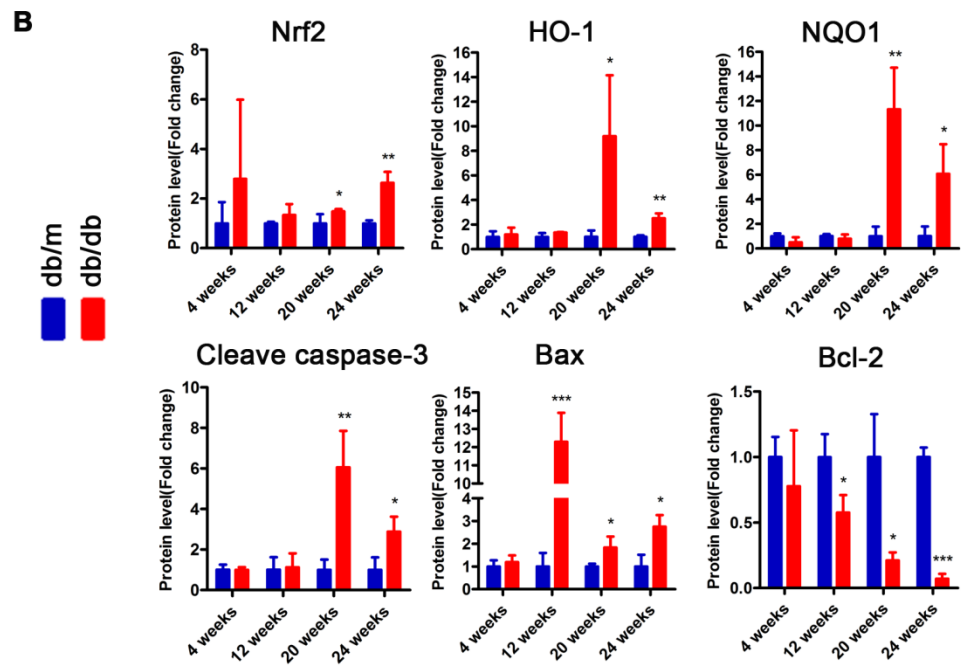 B
db/m
db/db
Nrf2
Protein level(Fold change)
8
6
4
2
0
*
**
4 weeks
12 weeks
20 weeks
24 weeks
HO-1
Protein level(Fold change)
16
14
12
10
8
6
4
2
0
*
**
4 weeks
12 weeks
20 weeks
24 weeks
NQO1
Protein level(Fold change)
16
14
12
10
8
6
4
2
0
**
*
4 weeks
12 weeks
20 weeks
24 weeks
Cleave caspase-3
Protein level(Fold change)
10
8
6
4
2
0
**
*
4 weeks
12 weeks
20 weeks
24 weeks
Bax
Protein level(Fold change)
15
14
13
12
11
10
4
3
2
1
0
***
*
*
4 weeks
12 weeks
20 weeks
24 weeks
Bcl-2
Protein level(Fold change)
1.5
1.0
0.5
0.0
*
*
***
4 weeks
12 weeks
20 weeks
24 weeks